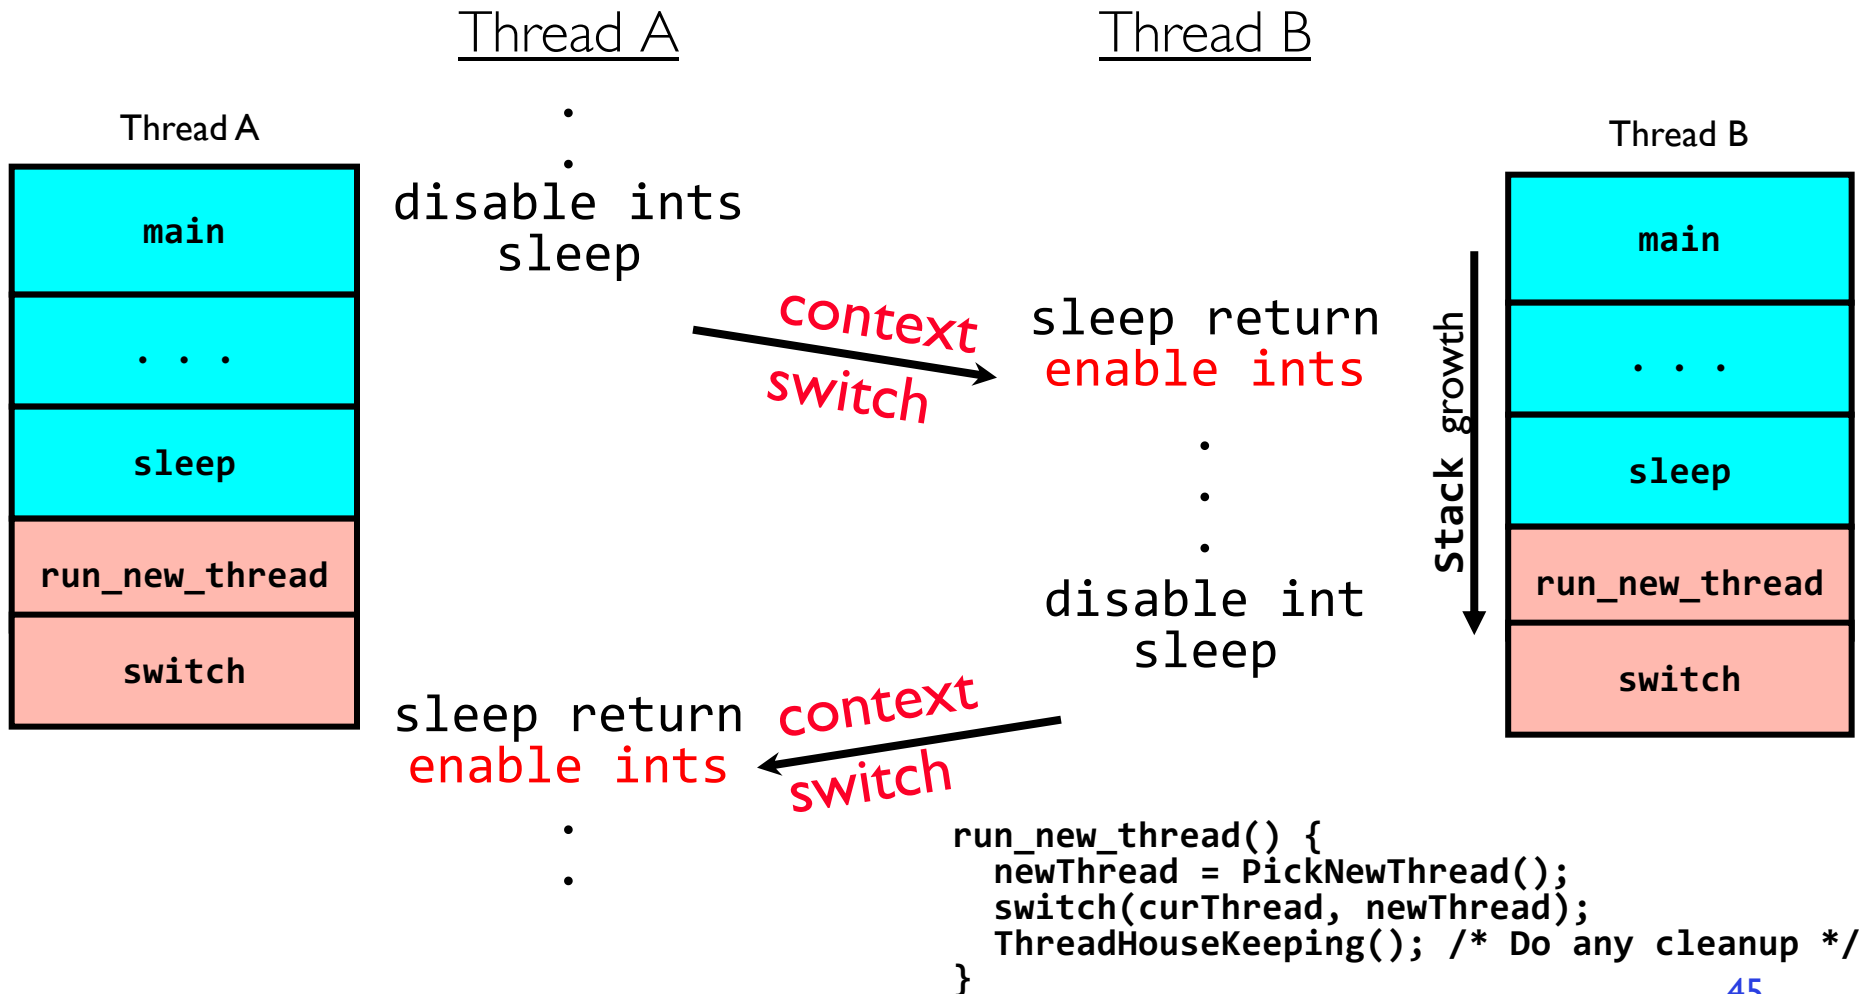 Thread A
Thread B
Thread A
Thread B
.
.
disable ints
sleep
main
. . .
sleep
run_new_thread
switch
context
switch
sleep return
enable ints
.
.
.
disable int
sleep
Stack growth
main
. . .
sleep
run_new_thread
switch
context
switch
sleep return
enable ints
.
.
run_new_thread() {
newThread = PickNewThread();
switch(curThread, newThread);
ThreadHouseKeeping(); /* Do any cleanup */
}
45